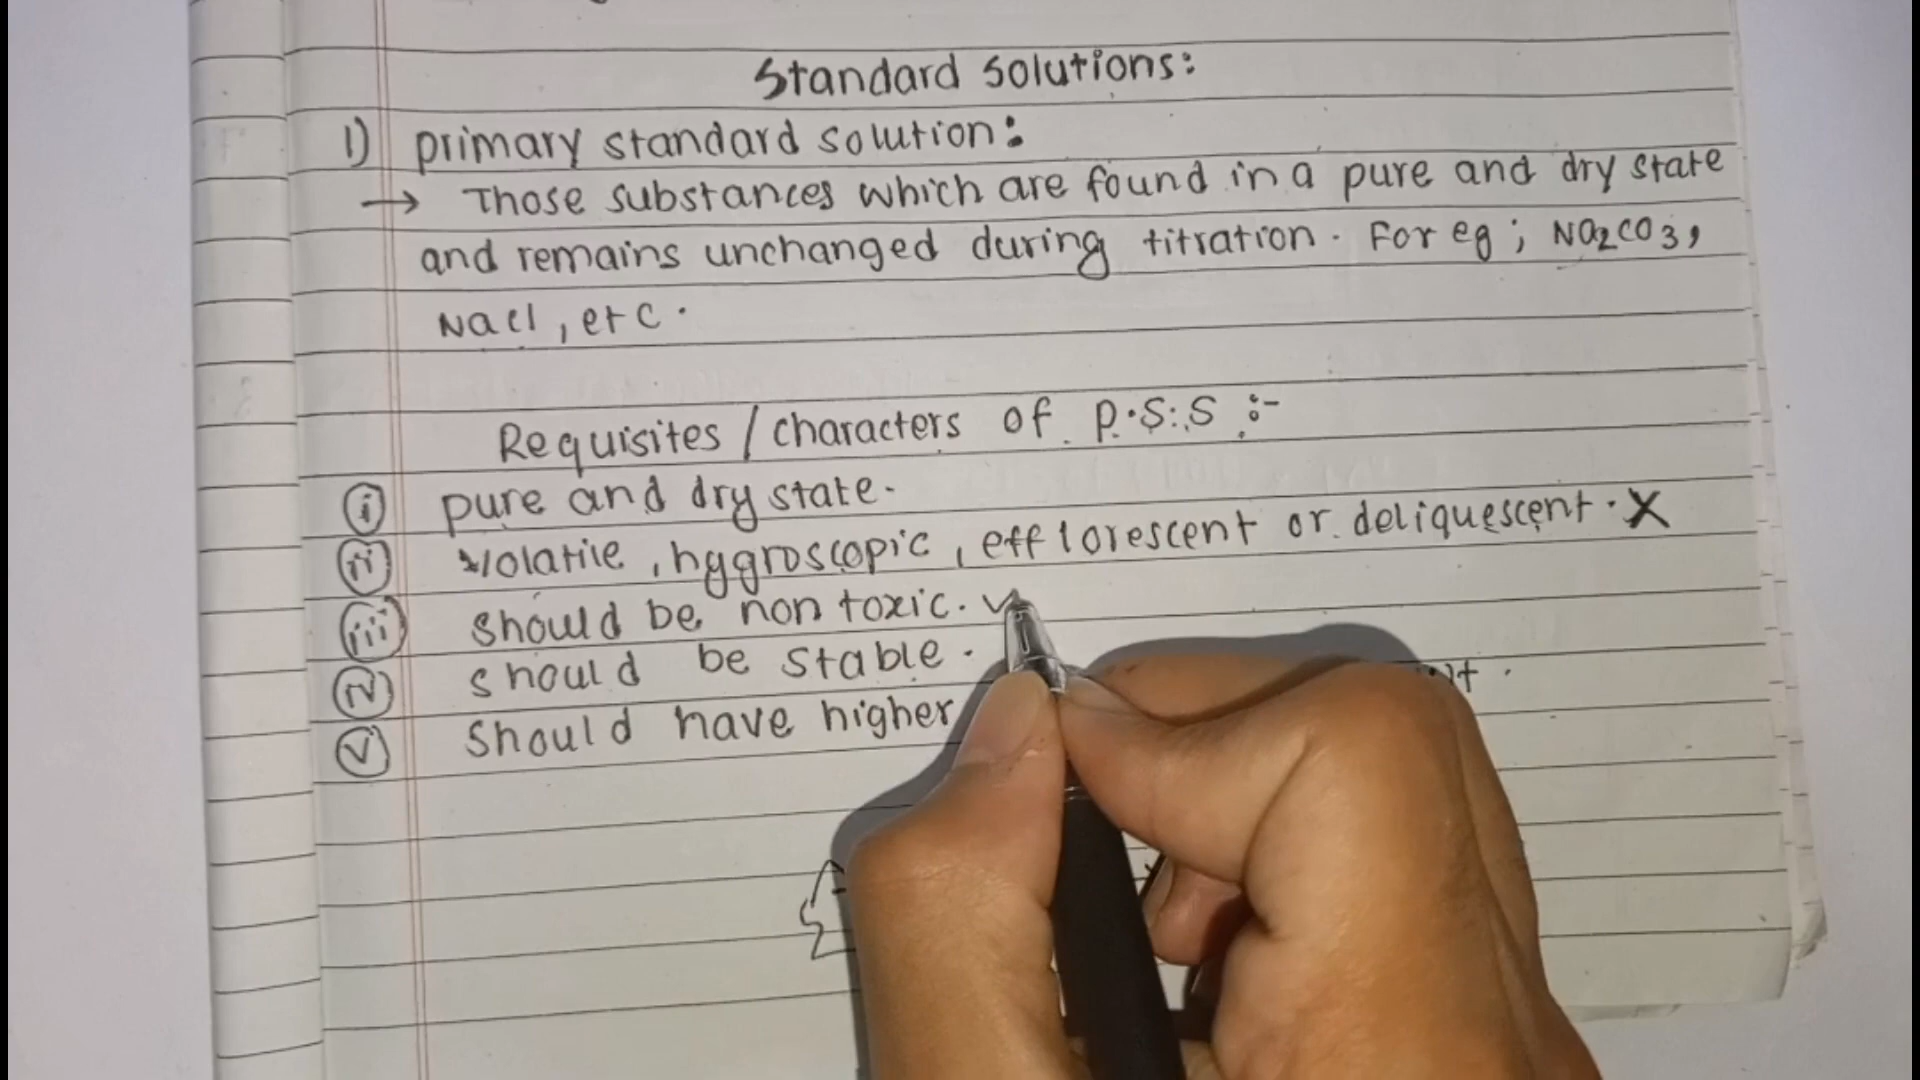 Standard solutions:
1) primary standard solution:
→ Those substances which are found in a pure and dry state
and remains unchanged during titration. For eg; Na2CO3,
NaCl, etc.
Requisites / characters of P.S.S :-
(i) pure and dry state.
(ii) volatile, hygroscopic, efflorescent or deliquescent. X
(iii) should be non toxic. ✓
(iv) should be stable.
(v) should have higher